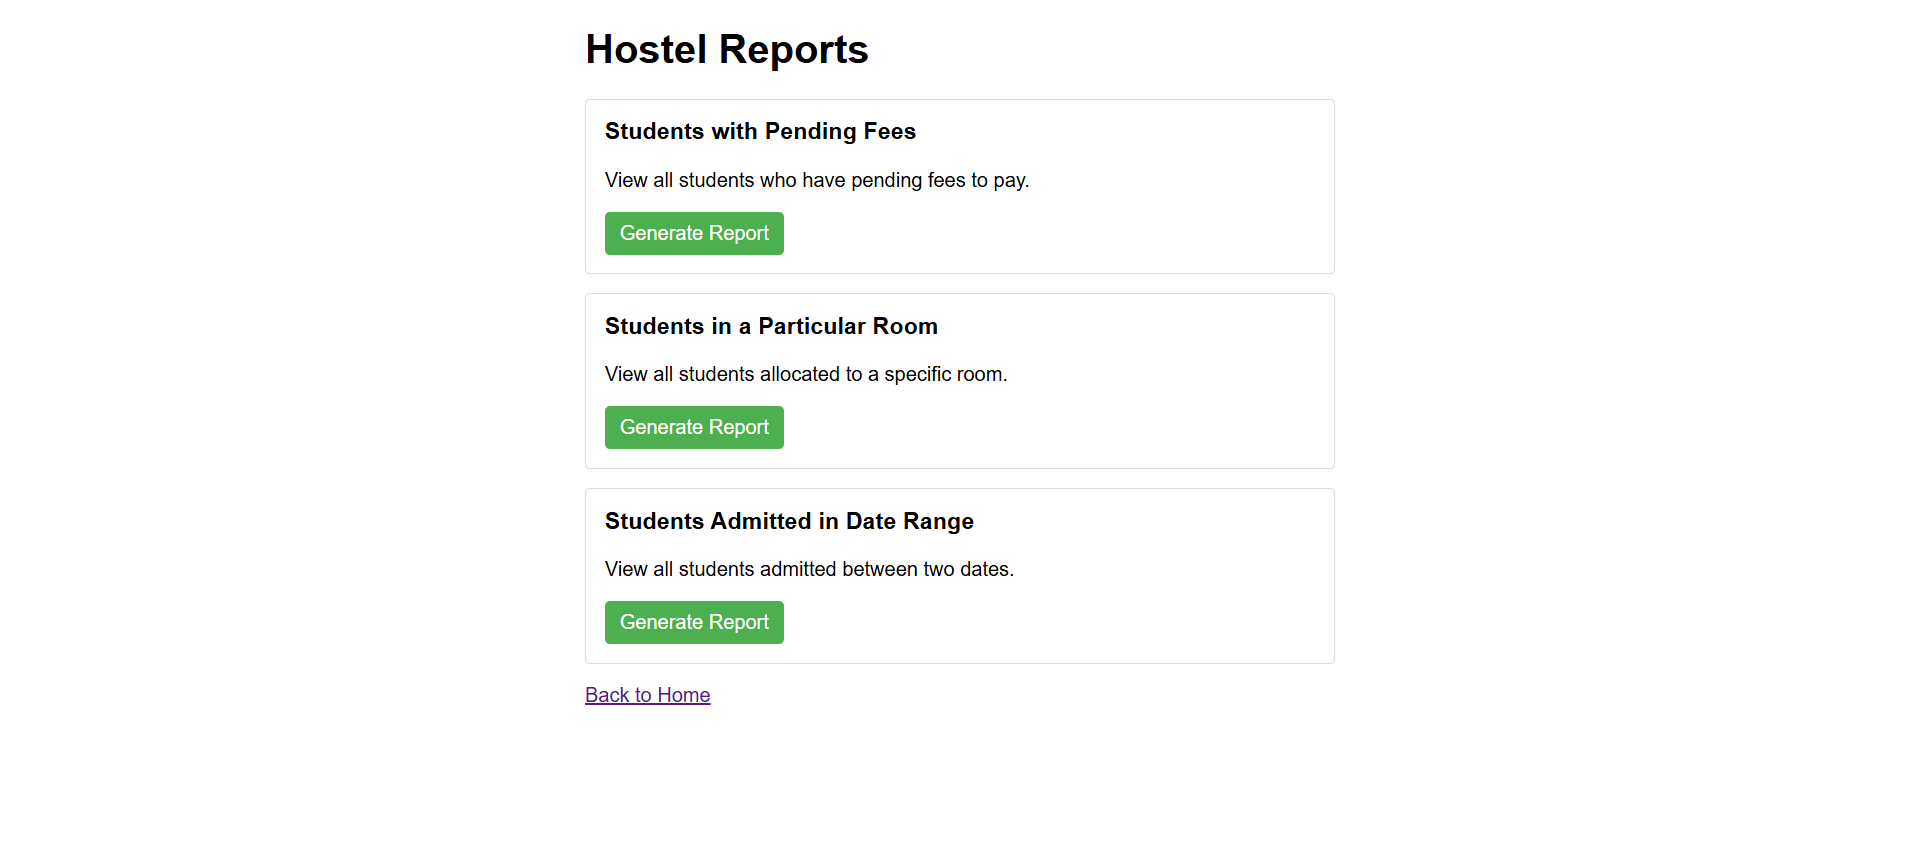 Hostel Reports
Students with Pending Fees
View all students who have pending fees to pay.
Generate Report
Students in a Particular Room
View all students allocated to a specific room.
Generate Report
Students Admitted in Date Range
View all students admitted between two dates.
Generate Report
Back to Home